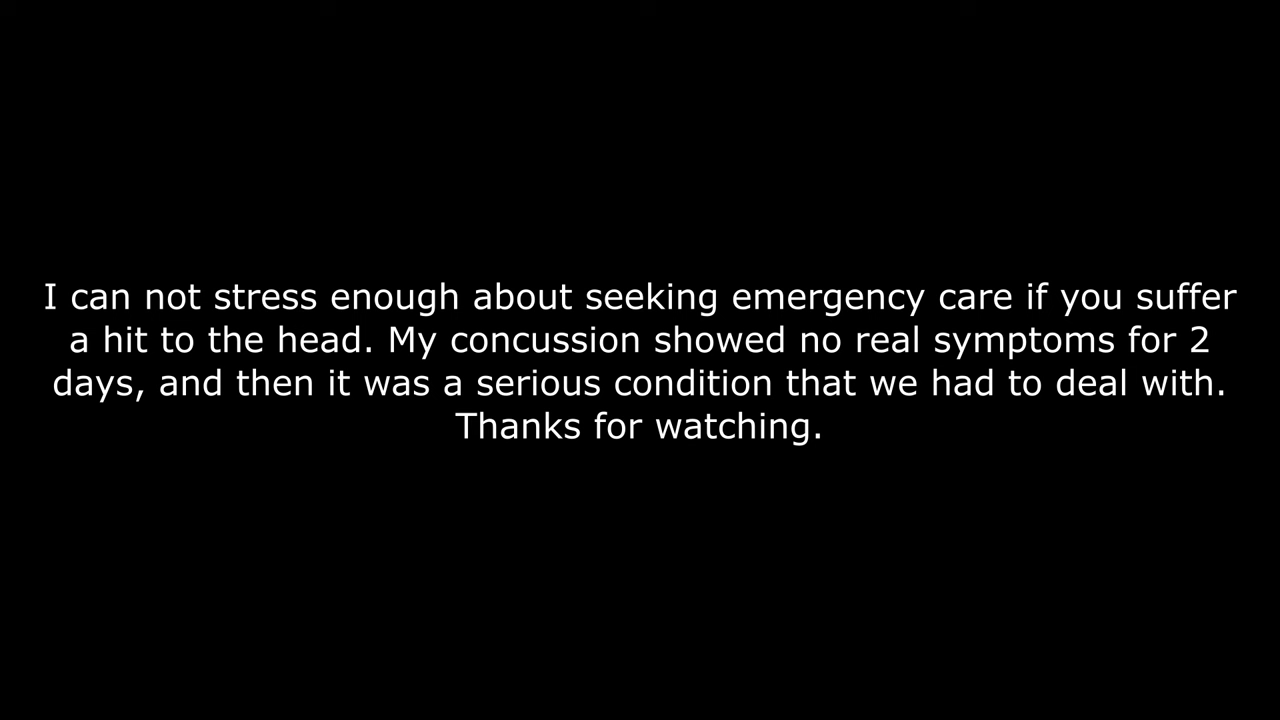 I can not stress enough about seeking emergency care if you suffer
a hit to the head. My concussion showed no real symptoms for 2
days, and then it was a serious condition that we had to deal with.
Thanks for watching.